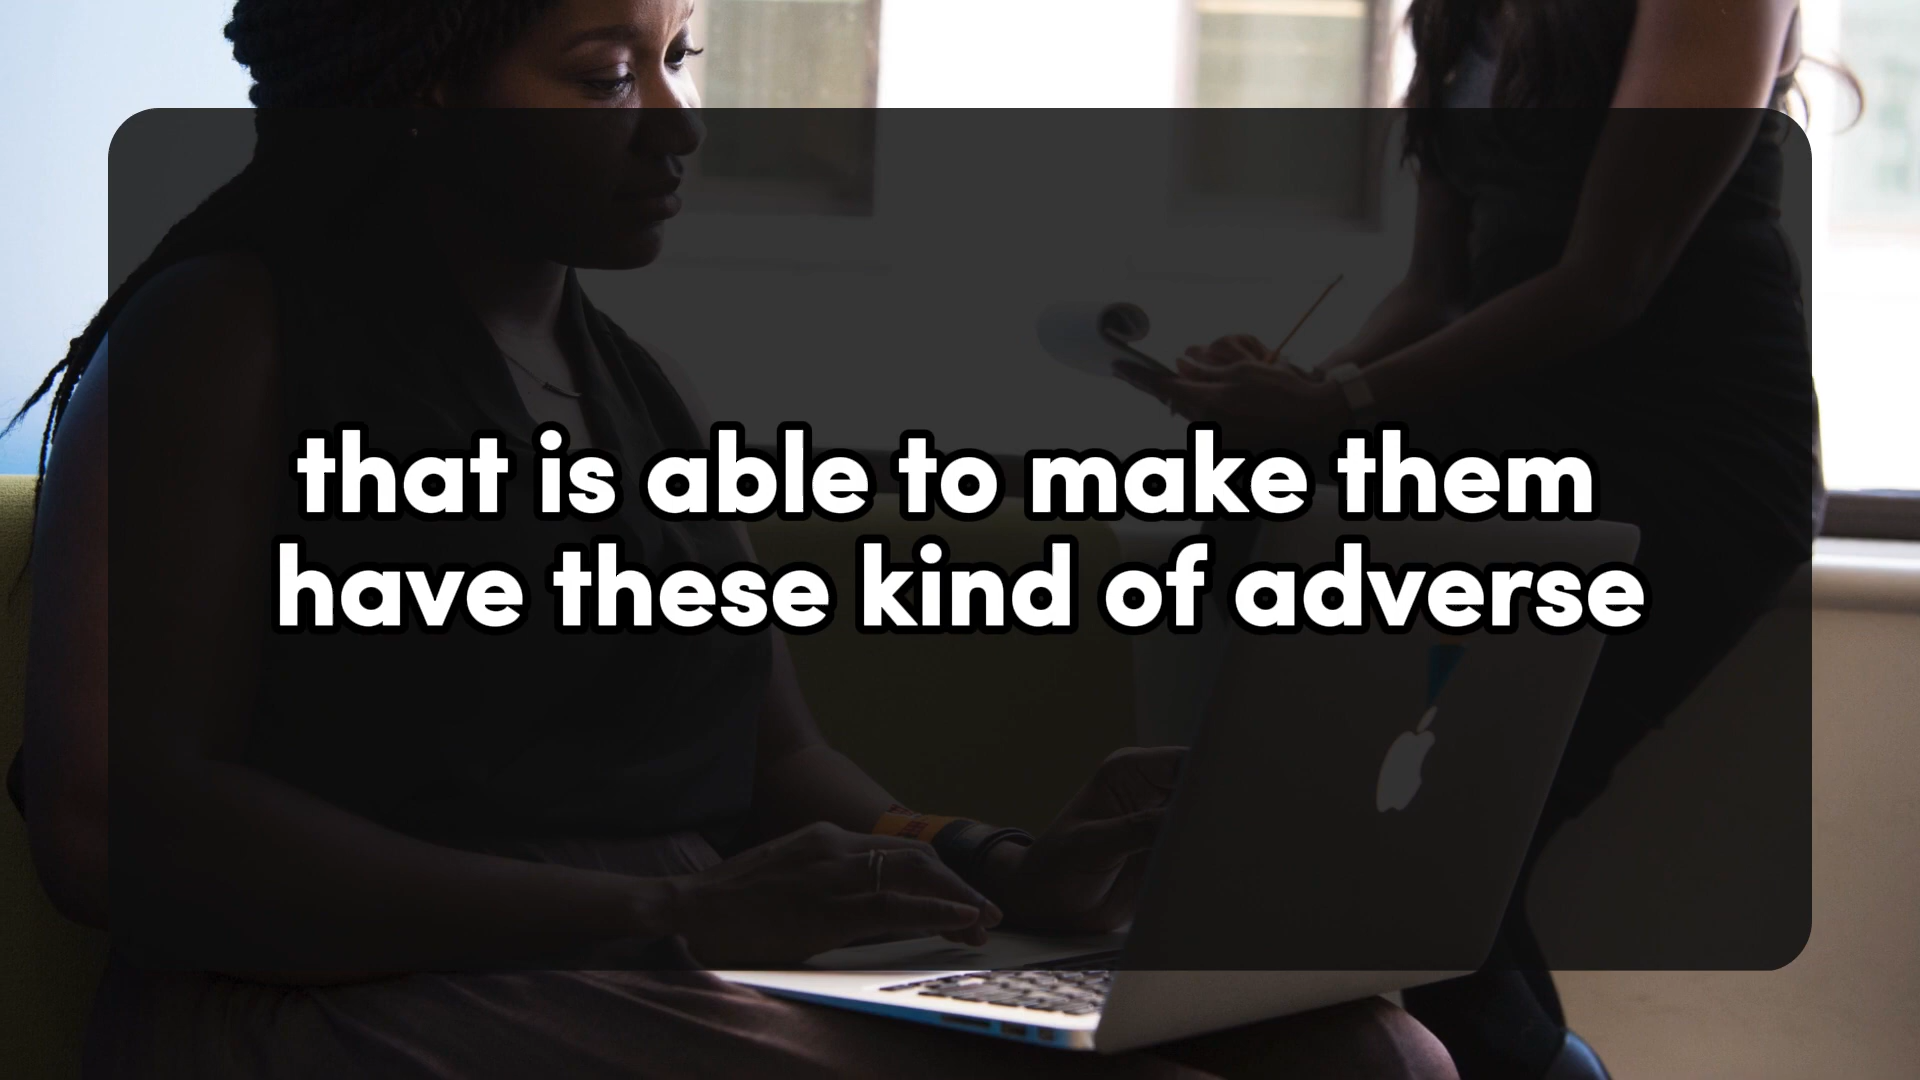 that is able to make them
have these kind of adverse